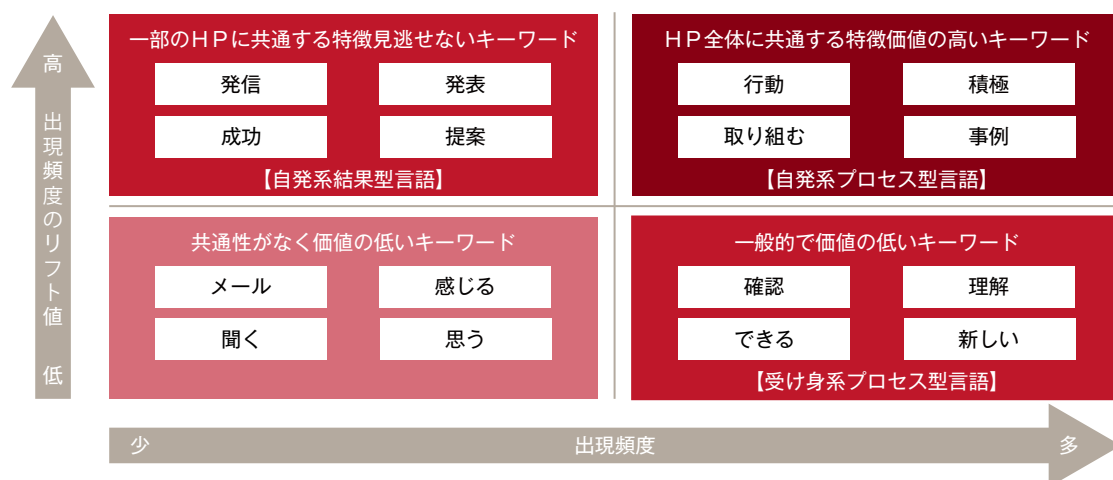 高
出現頻度のリフト値
低
一部のＨＰに共通する特徴見逃せないキーワード
発信
発表
成功
提案
【自発系結果型言語】
ＨＰ全体に共通する特徴価値の高いキーワード
行動
積極
取り組む
事例
【自発系プロセス型言語】
共通性がなく価値の低いキーワード
メール
感じる
聞く
思う
一般的で価値の低いキーワード
確認
理解
できる
新しい
【受け身系プロセス型言語】
少
出現頻度
多